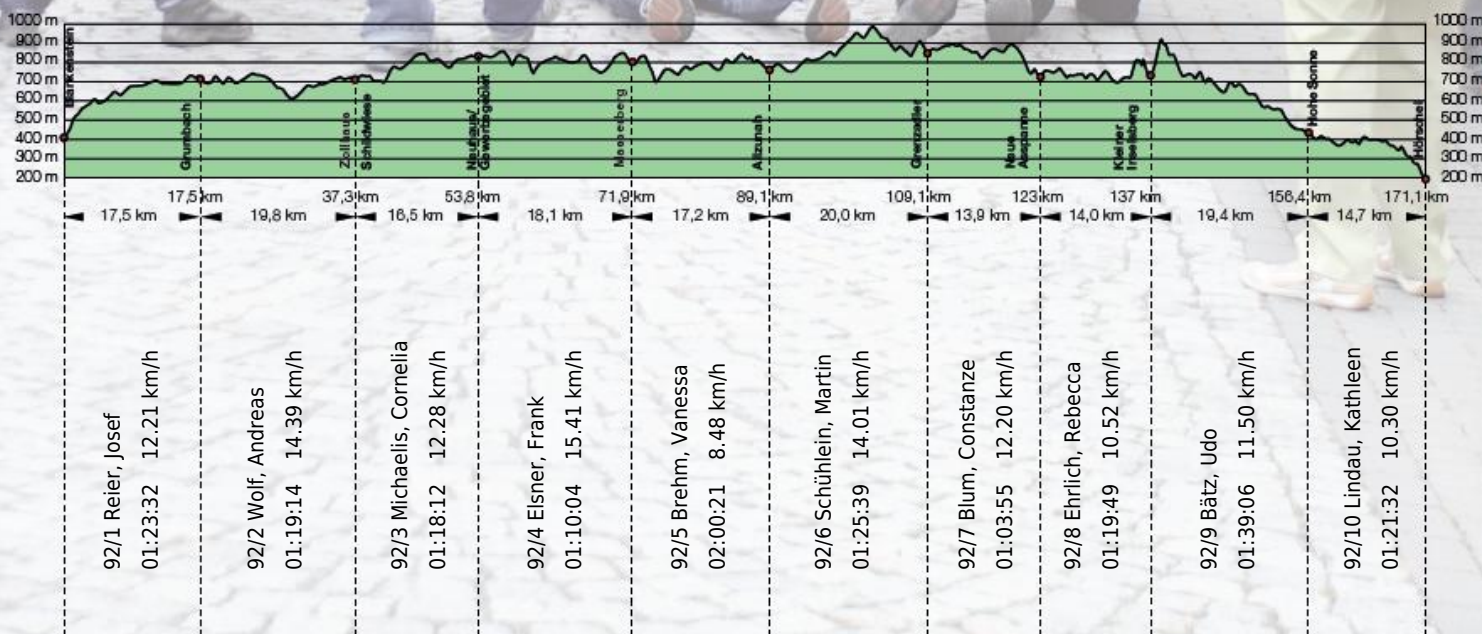 1000 m
900 m
800 m
700 m
600 m
500 m
400 m
300 m
200 m
1000 m
900 m
800 m
700 m
600 m
500 m
400 m
300 m
200 m
Blankenstein
Grumbach
Zollhaus
Schildwiese
Neuhaus/
Masserberg
Allzunah
Grenzadler
Neue
Ausspanne
Kleiner
Inselsberg
Hohe Sonne
Hörschel
17,5 km
37,3 km
53,8 km
71,9 km
89,1 km
109,1 km
123 km
137 km
156,4 km
171,1 km
17,5 km
19,8 km
16,5 km
18,1 km
17,2 km
20,0 km
13,9 km
14,0 km
19,4 km
14,7 km
92/1 Reier, Josef
01:23:32 12.21 km/h
92/2 Wolf, Andreas
01:19:14 14.39 km/h
92/3 Michaelis, Cornelia
01:18:12 12.28 km/h
92/4 Elsner, Frank
01:10:04 15.41 km/h
92/5 Brehm, Vanessa
02:00:21 8.48 km/h
92/6 Schühlein, Martin
01:25:39 14.01 km/h
92/7 Blum, Constanze
01:03:55 12.20 km/h
92/8 Ehrlich, Rebecca
01:19:49 10.52 km/h
92/9 Bätz, Udo
01:39:06 11.50 km/h
92/10 Lindau, Kathleen
01:21:32 10.30 km/h